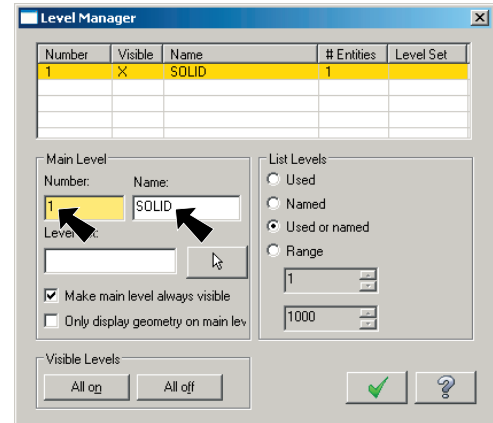 Level Manager
Number Visible Name # Entities Level Set
1 X SOLID 1
Main Level
Number: Name:
1 SOLID
Make main level always visible
Only display geometry on main lev
List Levels
Used
Named
Used or named
Range
1
1000
Visible Levels
All on All off